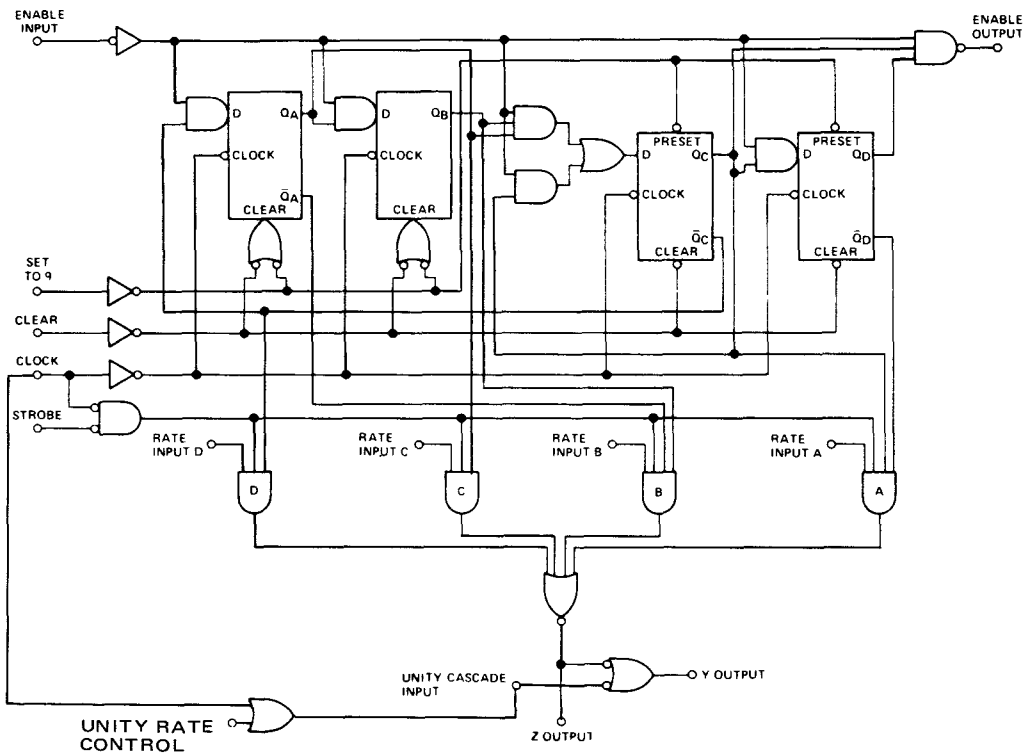 ENABLE
INPUT
ENABLE
OUTPUT
D
QA
CLOCK
Q̅A
CLEAR
D
QB
CLOCK
CLEAR
PRESET
D
QC
CLOCK
Q̅C
CLEAR
PRESET
D
QD
CLOCK
Q̅D
CLEAR
SET
TO 9
CLEAR
CLOCK
STROBE
RATE
INPUT D
RATE
INPUT C
RATE
INPUT B
RATE
INPUT A
D
C
B
A
UNITY CASCADE
INPUT
Y OUTPUT
UNITY RATE
CONTROL
Z OUTPUT